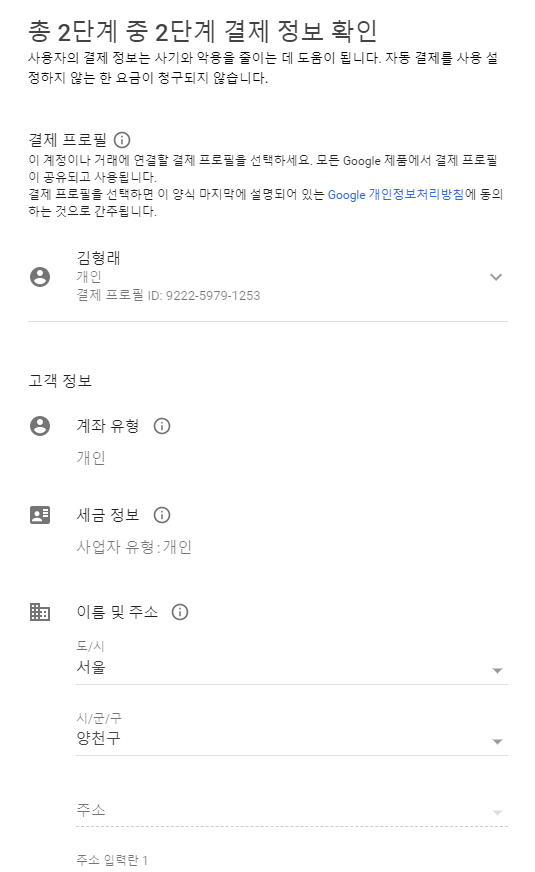 총 2단계 중 2단계 결제 정보 확인
사용자의 결제 정보는 사기와 악용을 줄이는 데 도움이 됩니다. 자동 결제를 사용 설
정하지 않는 한 요금이 청구되지 않습니다.
결제 프로필
이 계정이나 거래에 연결할 결제 프로필을 선택하세요. 모든 Google 제품에서 결제 프로필
이 공유되고 사용됩니다.
결제 프로필을 선택하면 이 양식 마지막에 설명되어 있는 Google 개인정보처리방침에 동의
하는 것으로 간주됩니다.
김형래
개인
결제 프로필 ID: 9222-5979-1253
고객 정보
계좌 유형
개인
세금 정보
사업자 유형: 개인
이름 및 주소
도/시
서울
시/군/구
양천구
주소
주소 입력란 1